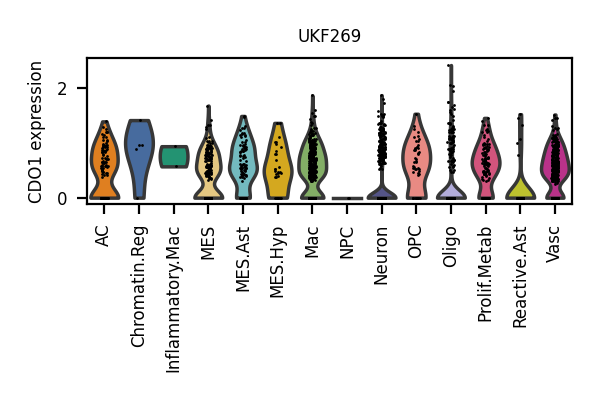 UKF269
CDO1 expression
2
0
AC
Chromatin.Reg
Inflammatory.Mac
MES
MES.Ast
MES.Hyp
Mac
NPC
Neuron
OPC
Oligo
Prolif.Metab
Reactive.Ast
Vasc